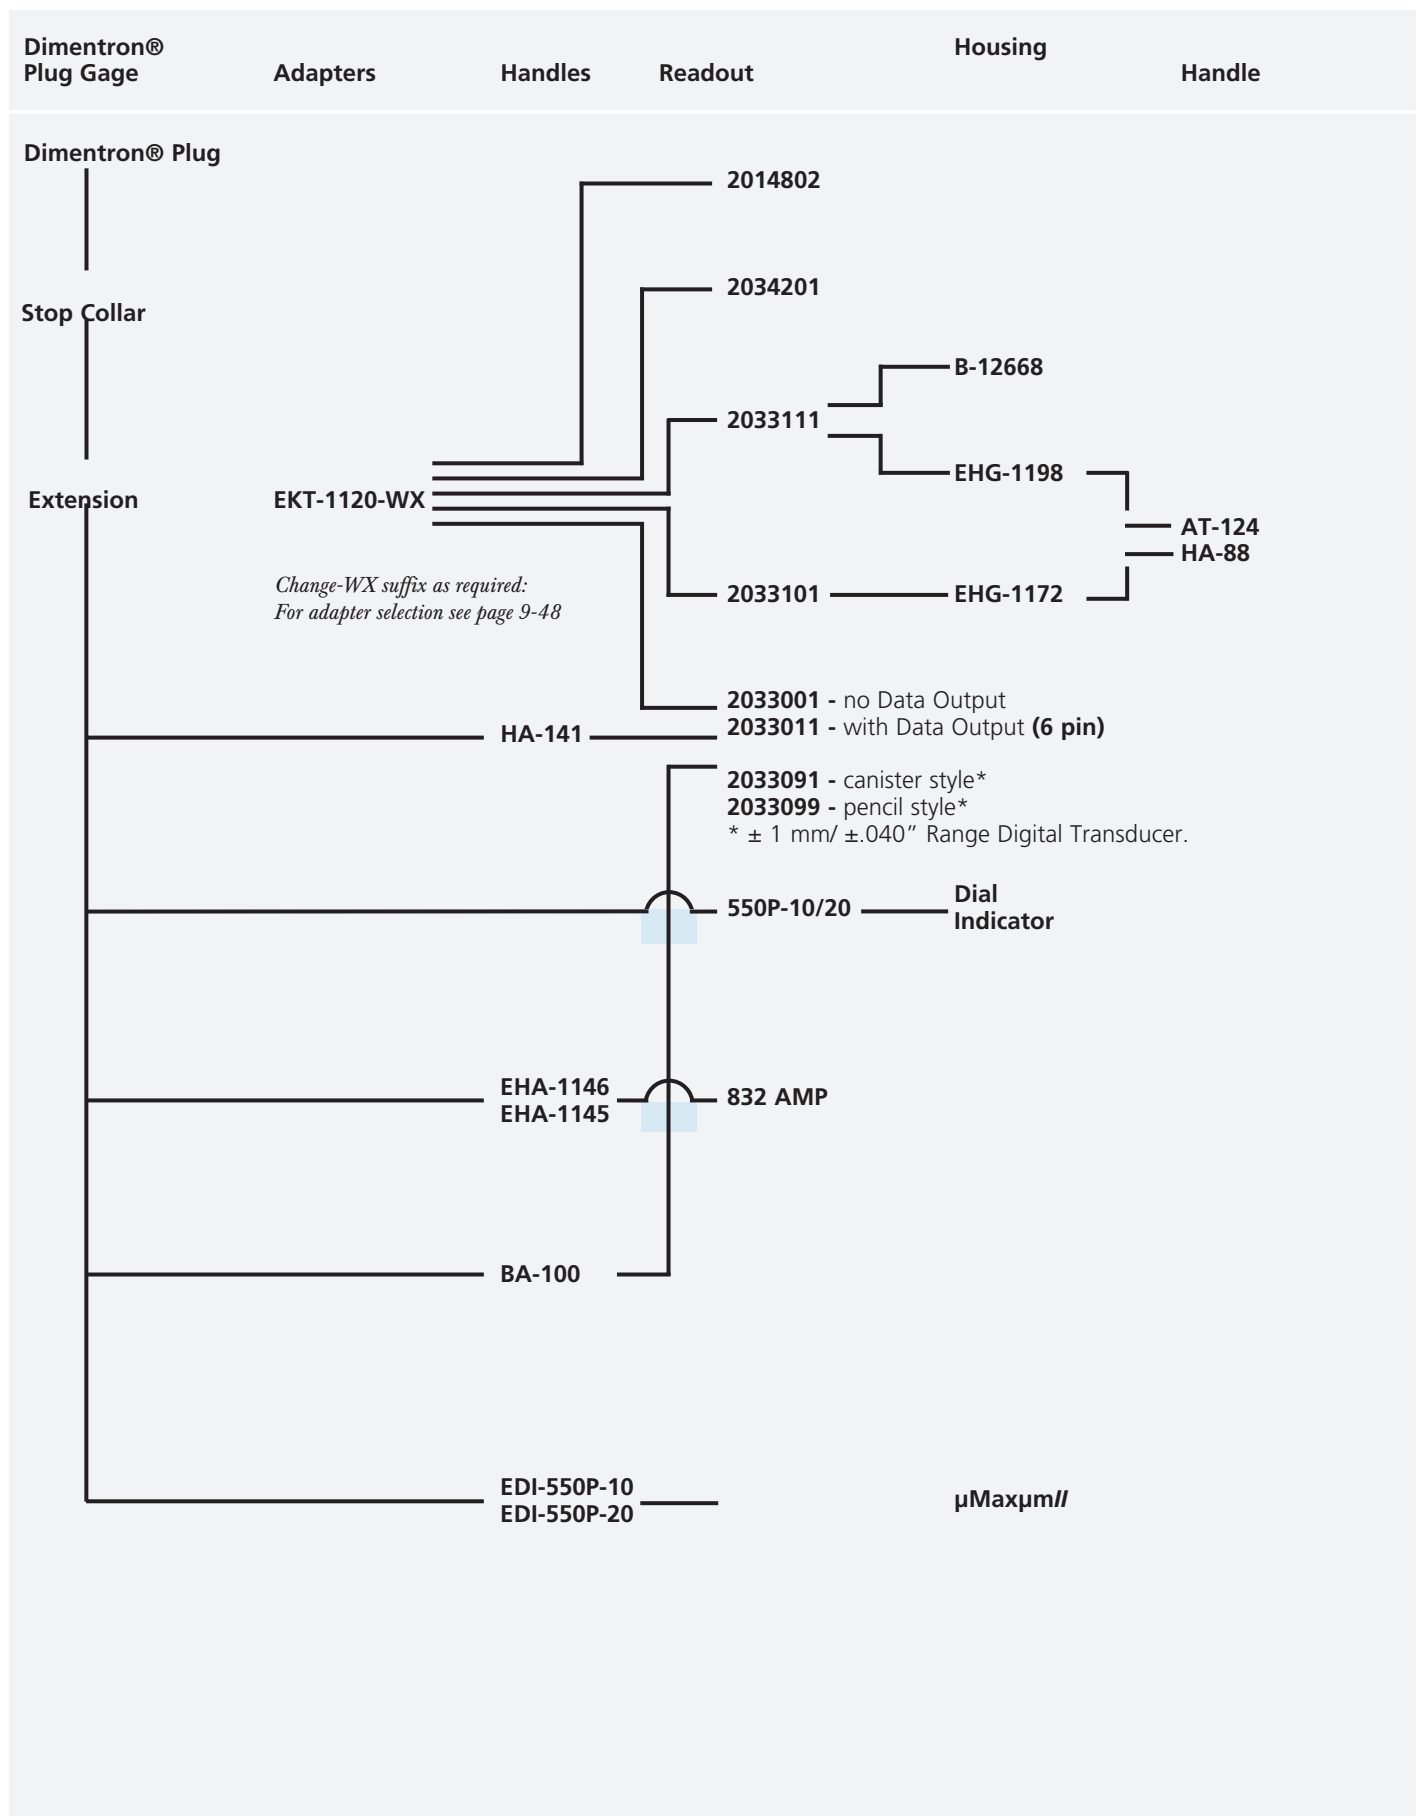 Dimentron®
Plug Gage
Adapters
Handles
Readout
Housing
Handle
Dimentron® Plug
2014802
2034201
Stop Collar
B-12668
2033111
EHG-1198
Extension
EKT-1120-WX
AT-124
HA-88
Change-WX suffix as required:
For adapter selection see page 9-48
2033101
EHG-1172
2033001 - no Data Output
HA-141
2033011 - with Data Output (6 pin)
2033091 - canister style*
2033099 - pencil style*
* ± 1 mm/ ±.040” Range Digital Transducer.
550P-10/20
Dial
Indicator
EHA-1146
EHA-1145
832 AMP
BA-100
EDI-550P-10
EDI-550P-20
µMaxµmII